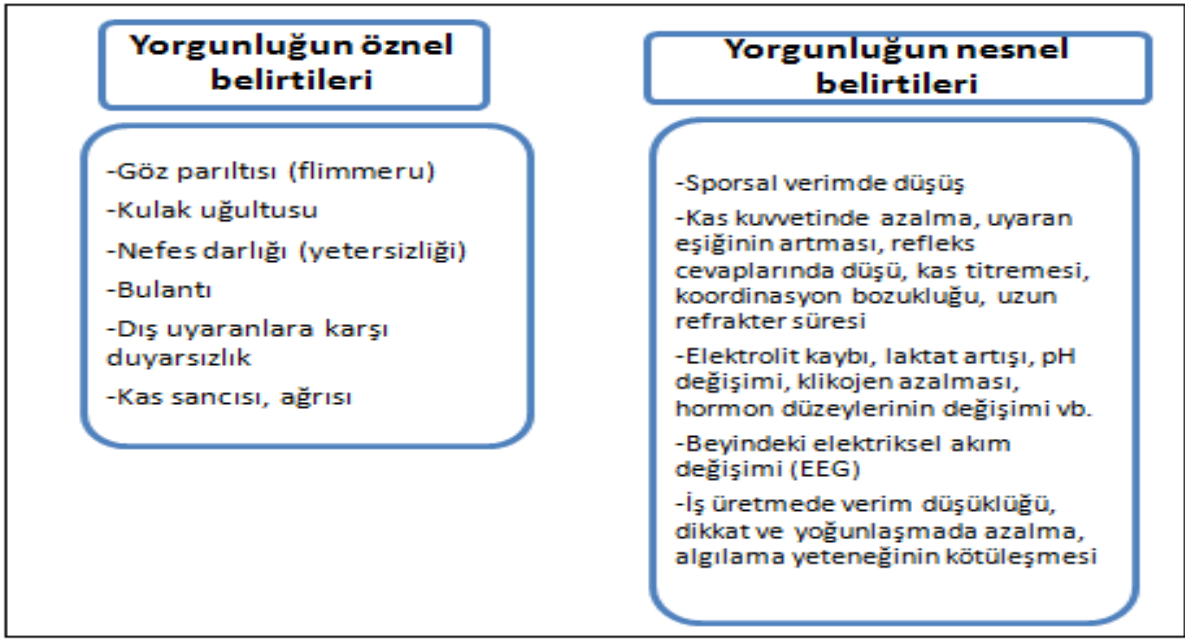 Yorgunluğun öznel
belirtileri
-Göz parıltısı (flimmeru)
-Kulak uğultusu
-Nefes darlığı (yetersizliği)
-Bulantı
-Dış uyaranlara karşı
duyarsızlık
-Kas sancısı, ağrısı
Yorgunluğun nesnel
belirtileri
-Sporsal verimde düşüş
-Kas kuvvetinde azalma, uyaran
eşiğinin artması, refleks
cevaplarında düşü, kas titremesi,
koordinasyon bozukluğu, uzun
refrakter süresi
-Elektrolit kaybı, laktat artışı, pH
değişimi, klikojen azalması,
hormon düzeylerinin değişimi vb.
-Beyindeki elektriksel akım
değişimi (EEG)
-İş üretmede verim düşüklüğü,
dikkat ve yoğunlaşmada azalma,
algılama yeteneğinin kötüleşmesi